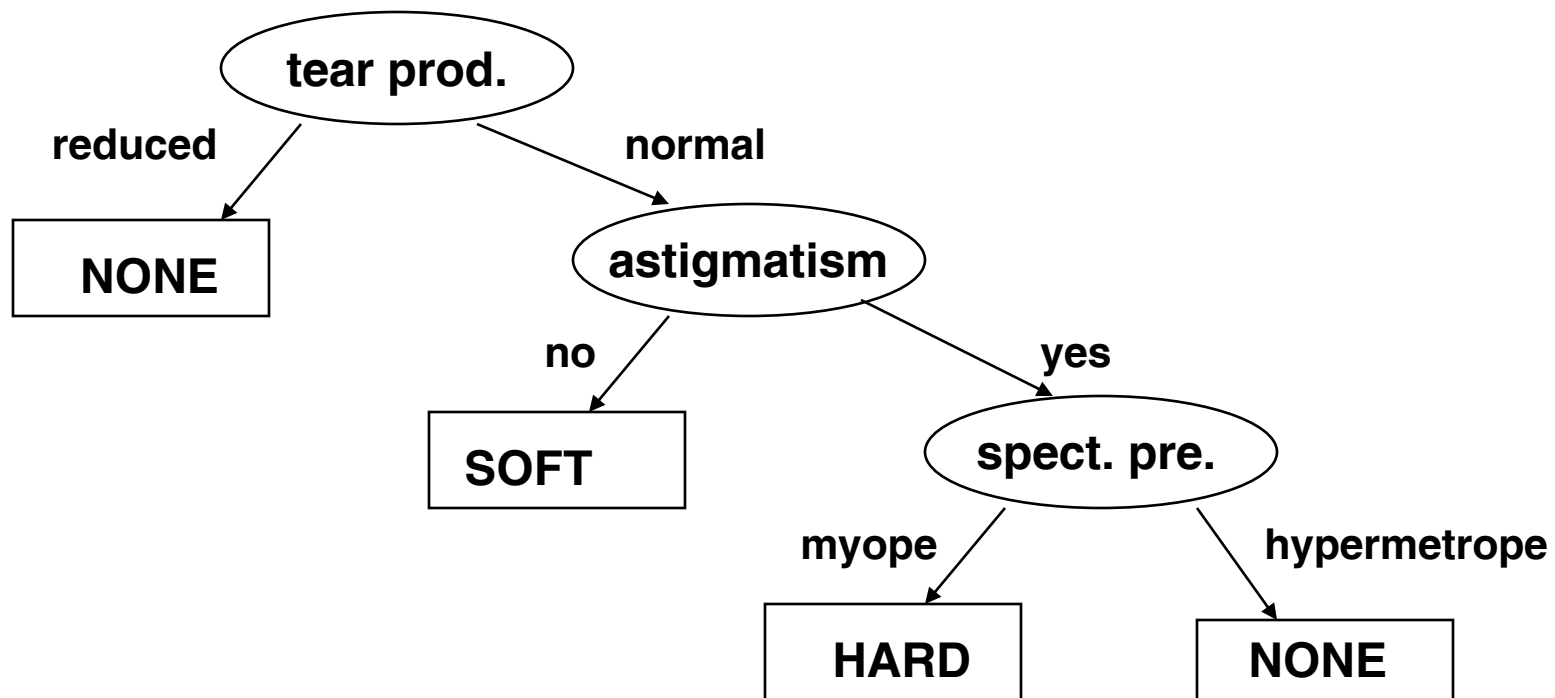 tear prod.
reduced
normal
NONE
astigmatism
no
yes
SOFT
spect. pre.
myope
hypermetrope
HARD
NONE